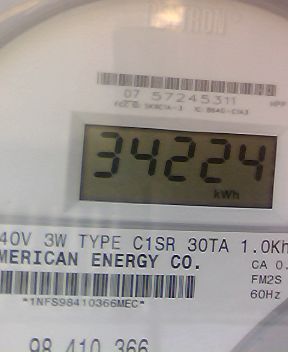 07 57245311
34224
kWh
40V 3W TYPE C1SR 30TA 1.0Kh
MERICAN ENERGY CO.
CA 0.
FM2S
60Hz
*1NFS98410366MEC*
98 410 366